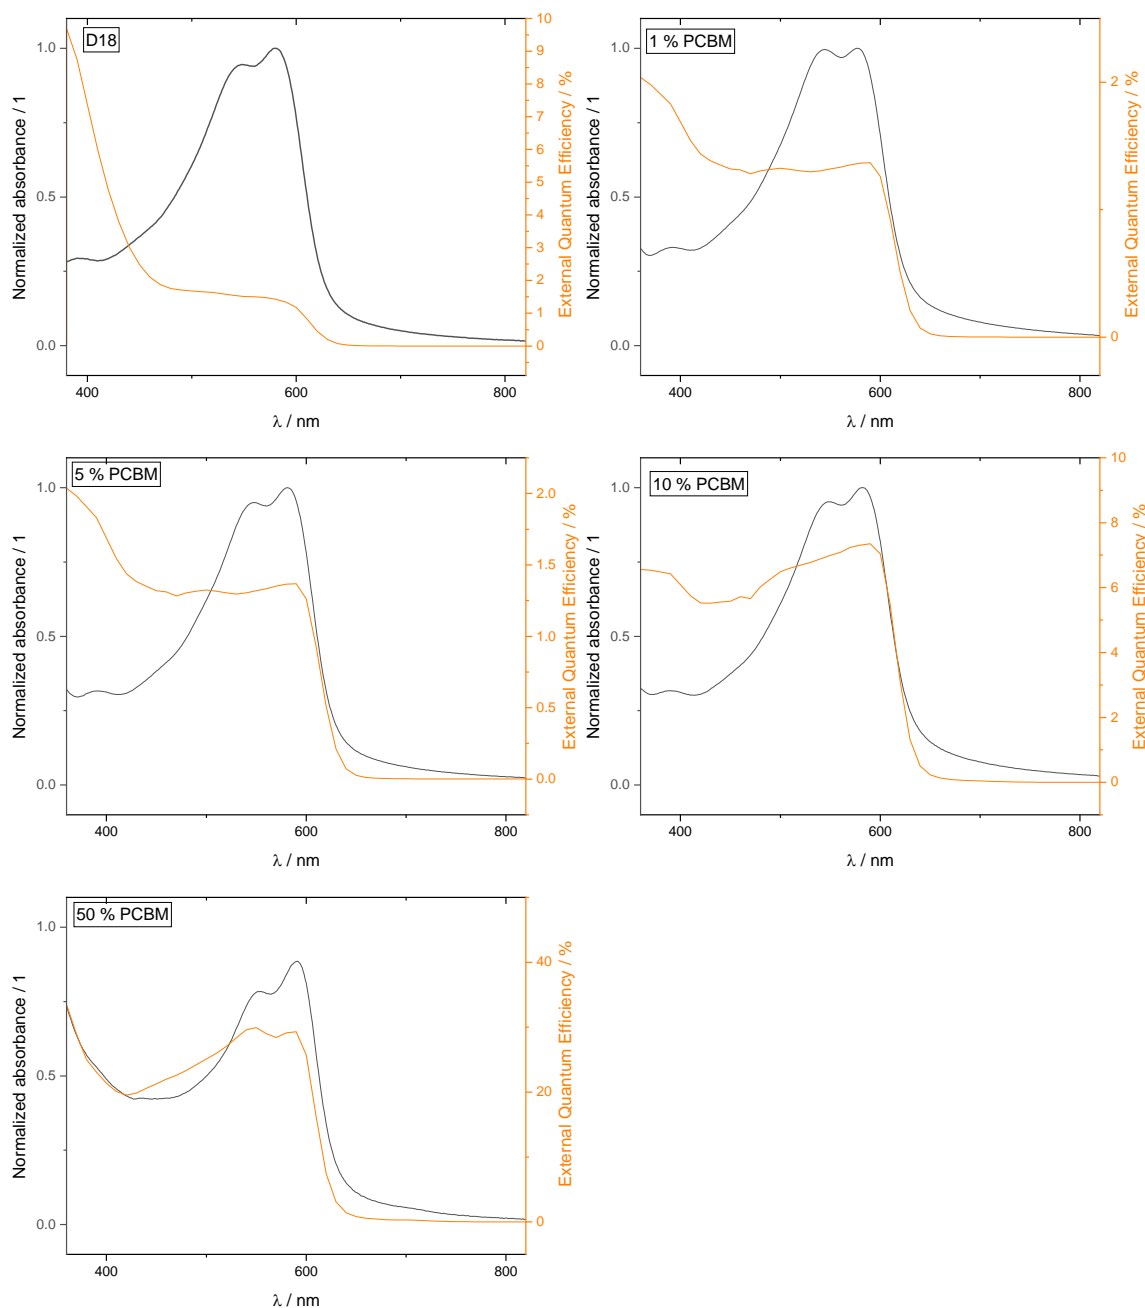 D18
Normalized absorbance / 1
1.0
0.5
0.0
400
600
800
λ / nm
10
9
8
7
6
5
4
3
2
1
0
External Quantum Efficiency / %
1 % PCBM
Normalized absorbance / 1
1.0
0.5
0.0
400
600
800
λ / nm
2
0
External Quantum Efficiency / %
5 % PCBM
Normalized absorbance / 1
1.0
0.5
0.0
400
600
800
λ / nm
2.0
1.5
1.0
0.5
0.0
External Quantum Efficiency / %
10 % PCBM
Normalized absorbance / 1
1.0
0.5
0.0
400
600
800
λ / nm
10
8
6
4
2
0
External Quantum Efficiency / %
50 % PCBM
Normalized absorbance / 1
1.0
0.5
0.0
400
600
800
λ / nm
40
20
0
External Quantum Efficiency / %